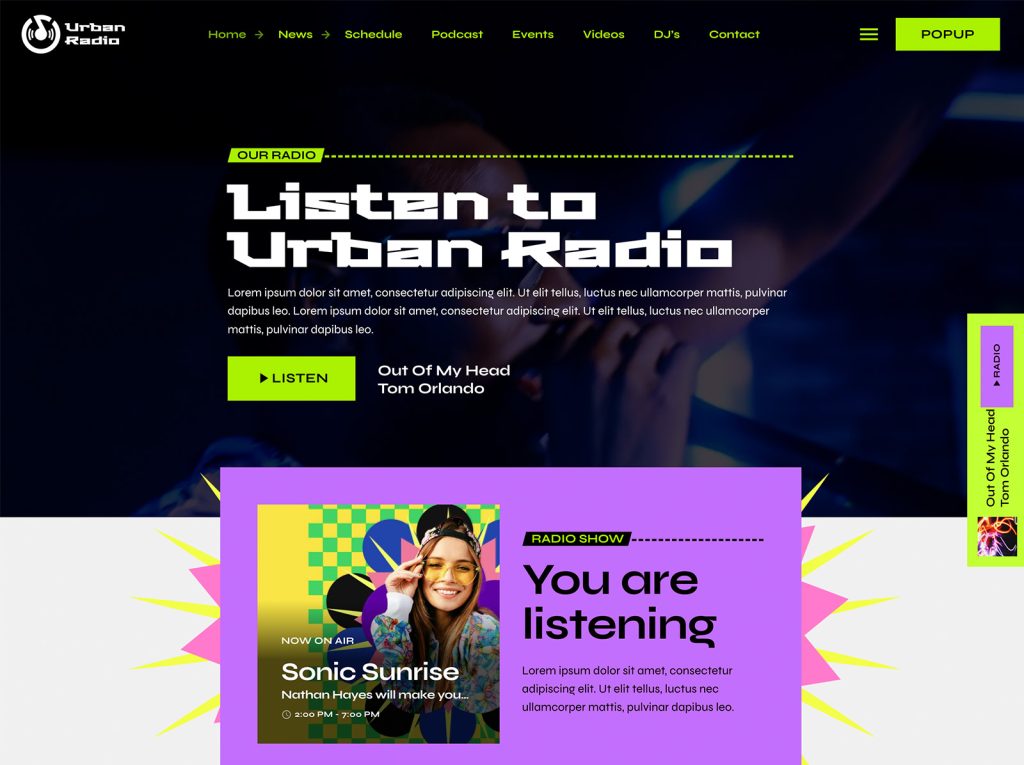 Urban
Radio
Home
News
Schedule
Podcast
Events
Videos
DJ's
Contact
POPUP
OUR RADIO
Listen to
Urban Radio
Lorem ipsum dolor sit amet, consectetur adipiscing elit. Ut elit tellus, luctus nec ullamcorper mattis, pulvinar
dapibus leo. Lorem ipsum dolor sit amet, consectetur adipiscing elit. Ut elit tellus, luctus nec ullamcorper
mattis, pulvinar dapibus leo.
LISTEN
Out Of My Head
Tom Orlando
RADIO
Out Of My Head
Tom Orlando
NOW ON AIR
Sonic Sunrise
Nathan Hayes will make you...
2:00 PM - 7:00 PM
RADIO SHOW
You are
listening
Lorem ipsum dolor sit amet, consectetur
adipiscing elit. Ut elit tellus, luctus nec
ullamcorper mattis, pulvinar dapibus leo.